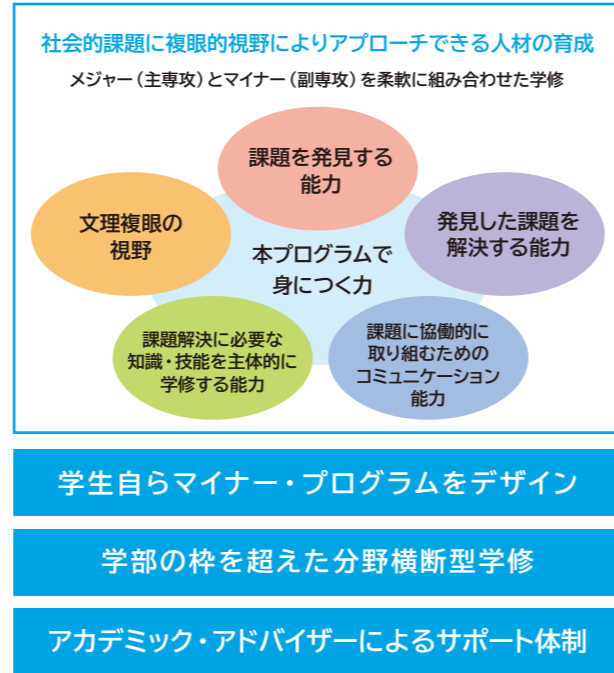 社会的課題に複眼的視野によりアプローチできる人材の育成
メジャー（主専攻）とマイナー（副専攻）を柔軟に組み合わせた学修
課題を発見する
能力
文理複眼の
視野
発見した課題を
解決する能力
本プログラムで
身につく力
課題解決に必要な
知識・技能を主体的に
学修する能力
課題に協働的に
取り組むための
コミュニケーション
能力
学生自らマイナー・プログラムをデザイン
学部の枠を超えた分野横断型学修
アカデミック・アドバイザーによるサポート体制